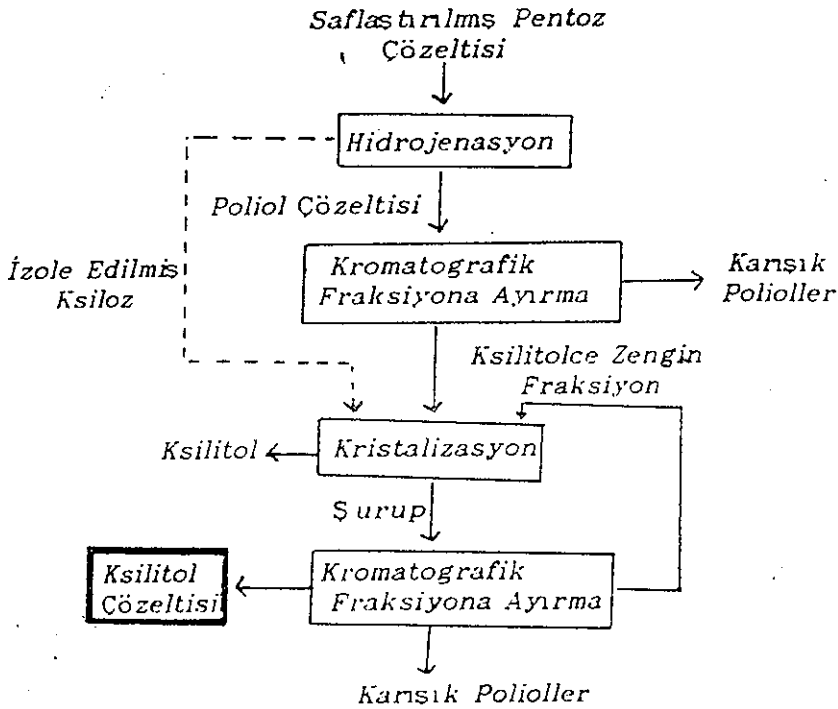 Saflaştırılmş Pentoz
Çözeltisi
Hidrojenasyon
Poliol Çözeltisi
İzole Edilmiş
Ksiloz
Kromatografik
Fraksiyona Ayırma
Karışık
Polioller
Ksilitolce Zengin
Fraksiyon
Ksilitol
Kristalizasyon
Şurup
Ksilitol
Çözeltisi
Kromatografik
Fraksiyona Ayırma
Karışık Polioller